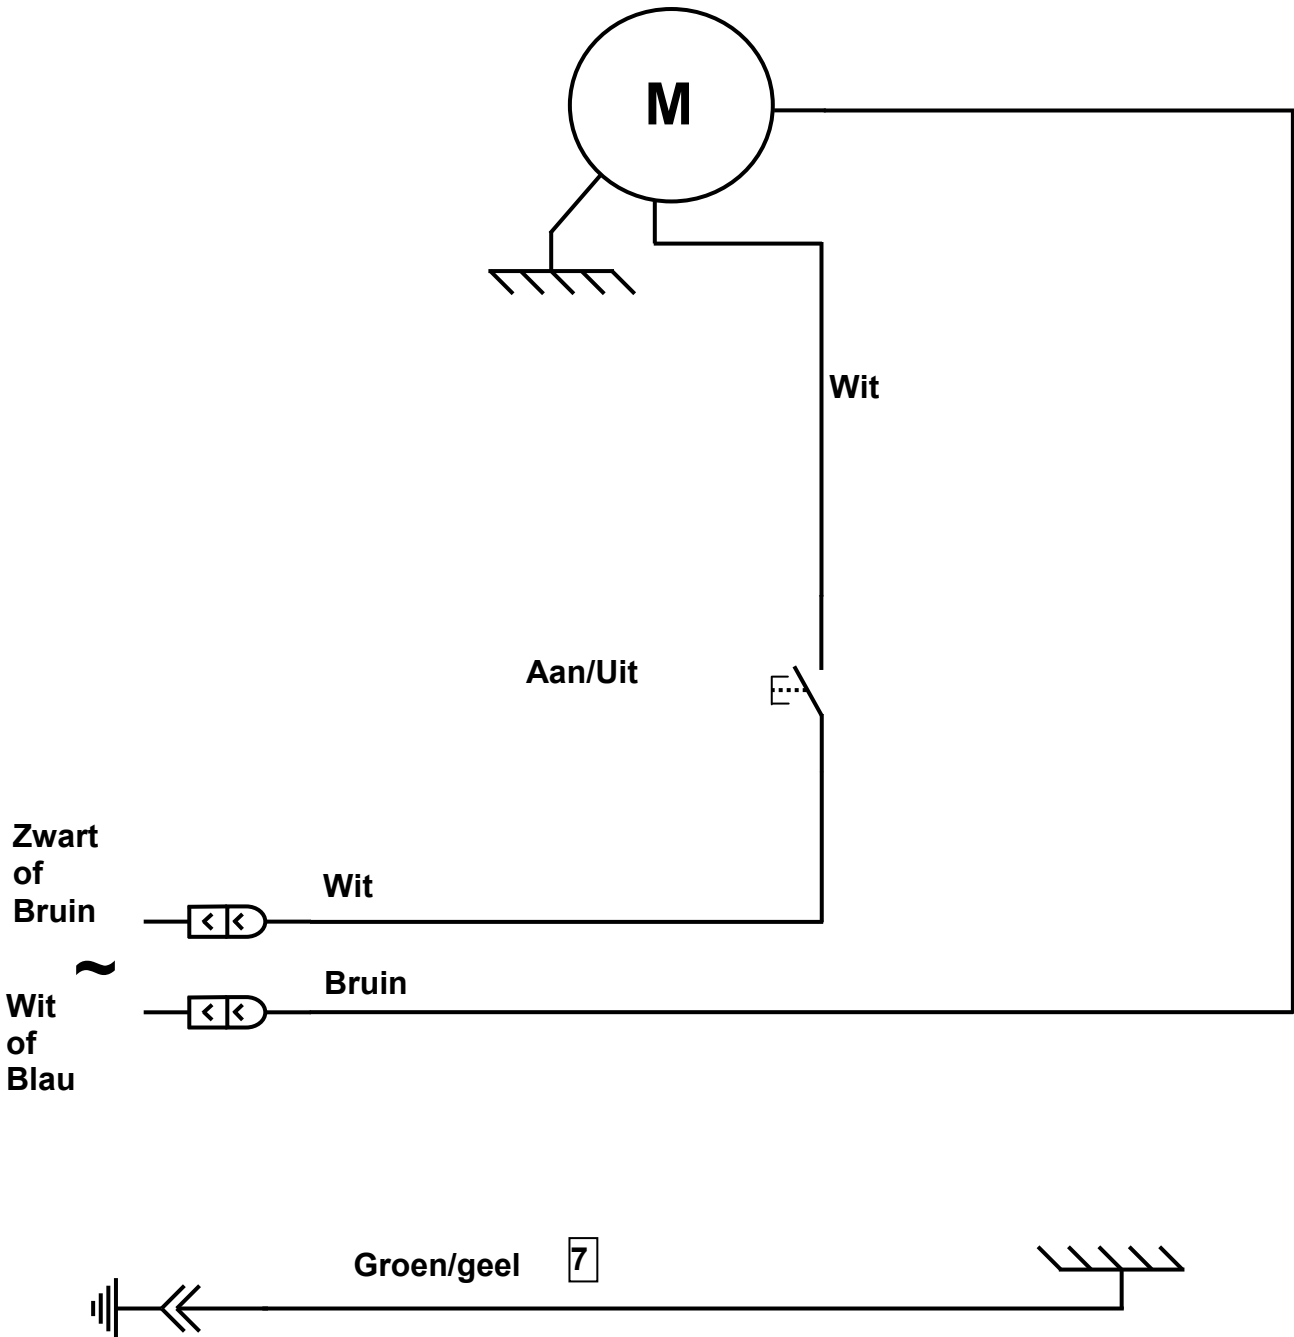 M
Wit
Aan/Uit
Zwart
of
Bruin
Wit
~
Bruin
Wit
of
Blau
Groen/geel 7